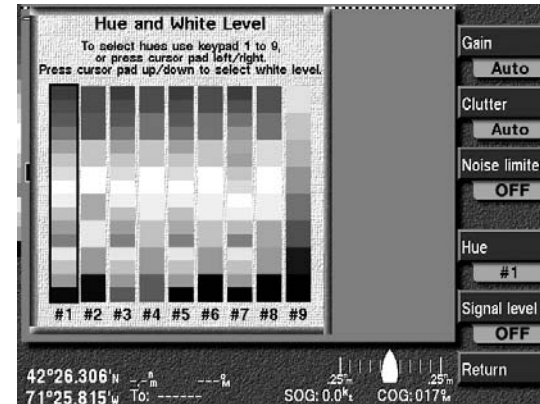 Hue and White Level
To select hues use keypad 1 to 9,
or press cursor pad left/right.
Press cursor pad up/down to select white level.
#1 #2 #3 #4 #5 #6 #7 #8 #9
Gain
Auto
Clutter
Auto
Noise limite
OFF
Hue
#1
Signal level
OFF
Return
42°26.306'N
71°25.815'W
--.-- n m
---°M
To: ------
.25 .25
SOG: 0.0kt
COG: 017°M